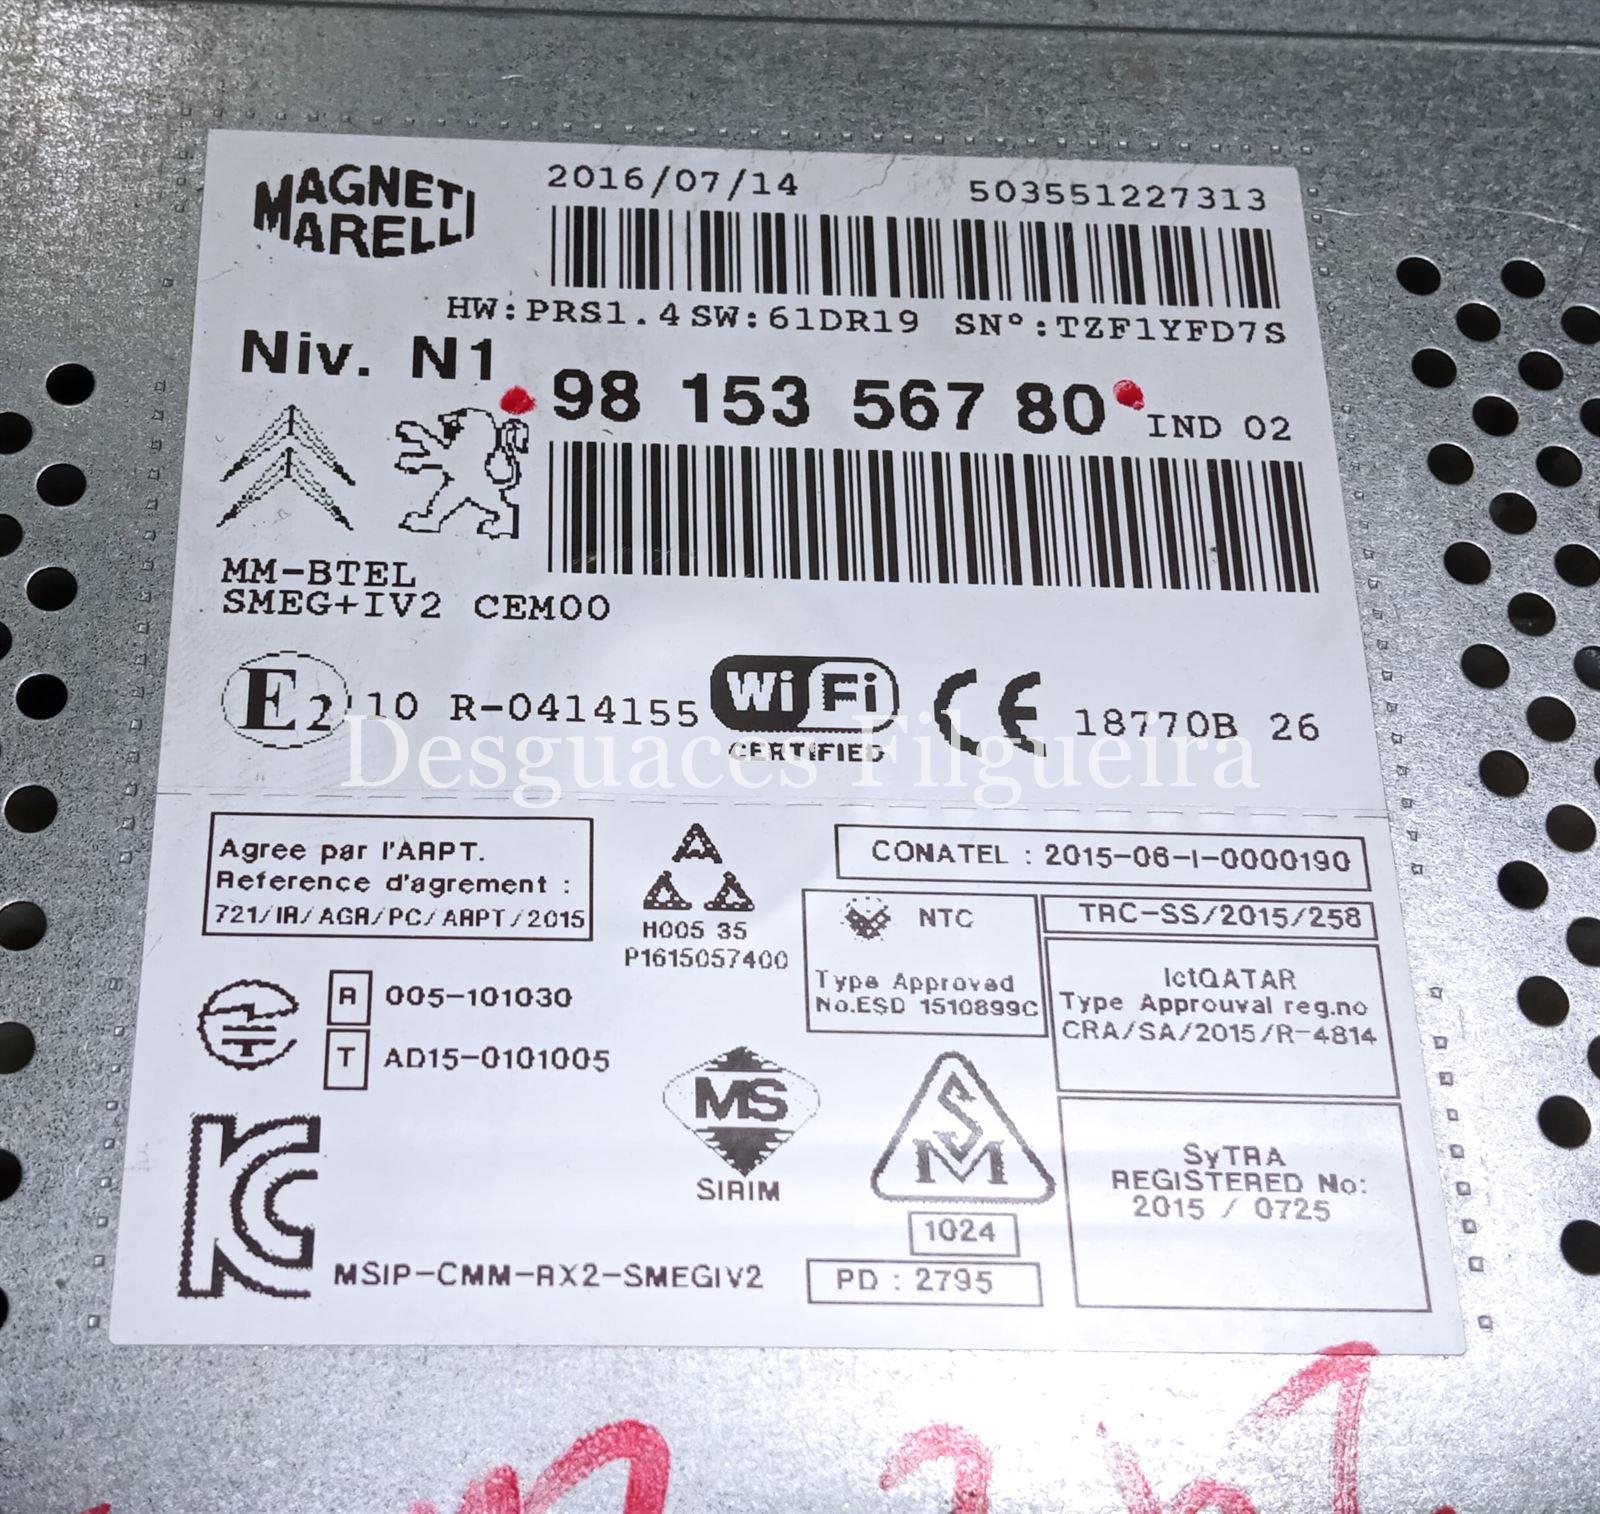 MAGNETI
MARELLI
2016/07/14
503551227313
HW:PRS1.4 SW:61DR19 SN°:TZF1YFD7S
Niv. N1
98 153 567 80 IND 02
MM-BTEL
SMEG+IV2 CEM00
E2 10 R-0414155 WiFi CE 18770B 26
CERTIFIED
Desguaces Filgueira
Agree par l'ARPT.
Reference d'agrement :
721/IR/AGR/PC/ARPT/2015
H005 35
P1615057400
CONATEL : 2015-06-I-0000190
NTC
Type Approved
No.ESD 1510899C
TRC-SS/2015/258
IctQATAR
Type Approuval reg.no
CRA/SA/2015/R-4814
R 005-101030
T AD15-0101005
MS
SIRIM
SM
1024
PD : 2795
SyTRA
REGISTERED No:
2015 / 0725
KC
MSIP-CMM-RX2-SMEGIV2